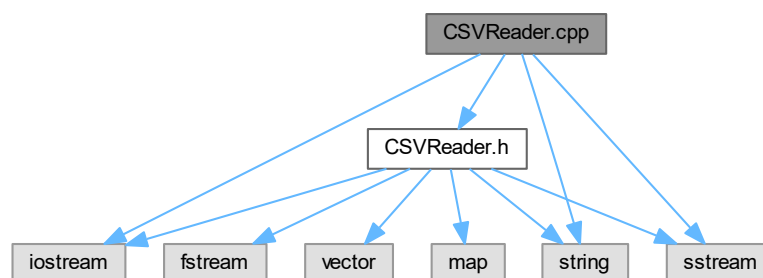 CSVReader.cpp
CSVReader.h
iostream
fstream
vector
map
string
sstream